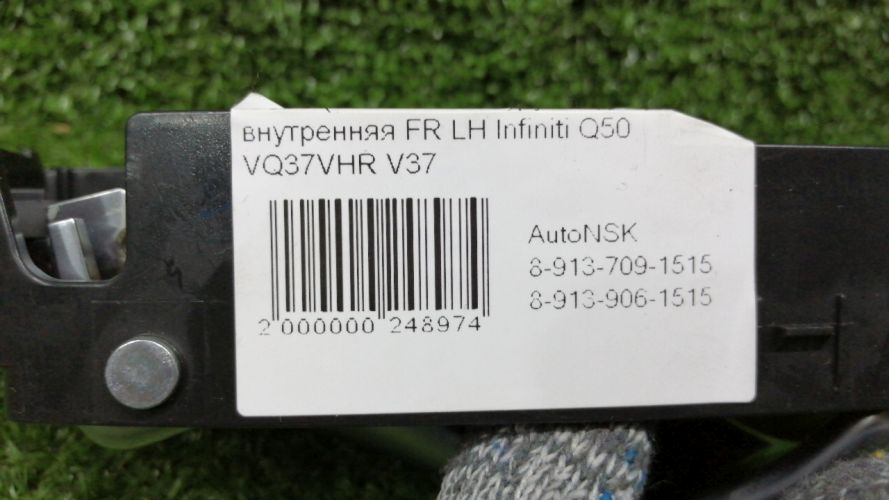 внутренняя FR LH Infiniti Q50
VQ37VHR V37
AutoNSK
8-913-709-1515
8-913-906-1515
2 000000 248974